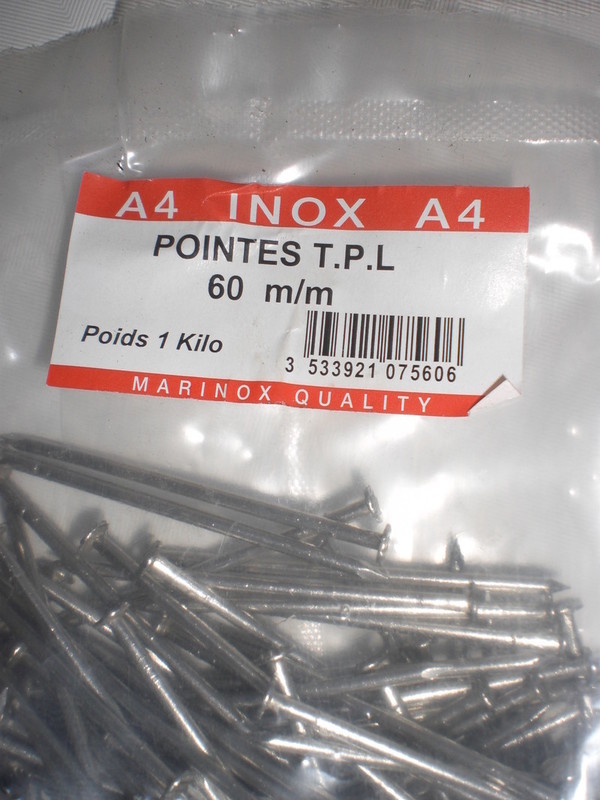 A4 INOX A4
POINTES T.P.L
60 m/m
Poids 1 Kilo
3 533921 075606
MARINOX QUALITY